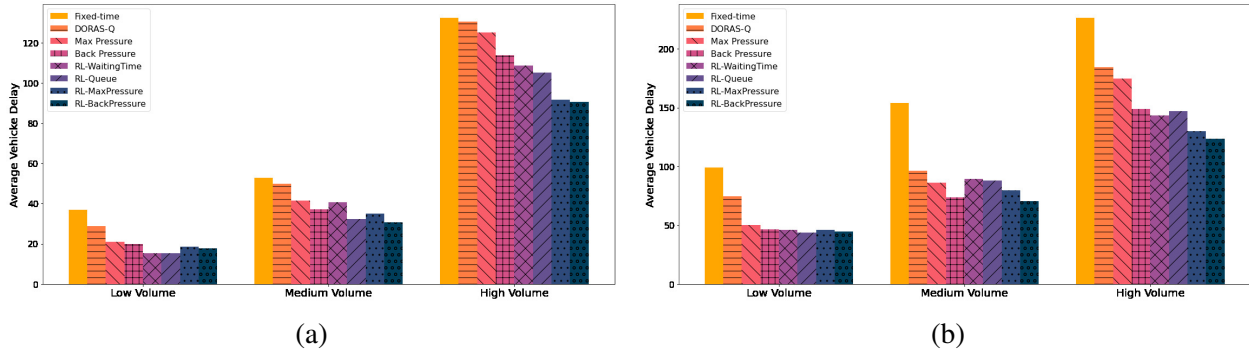 Average Vehicke Delay
120
100
80
60
40
20
0
Fixed-time
DORAS-Q
Max Pressure
Back Pressure
RL-WaitingTime
RL-Queue
RL-MaxPressure
RL-BackPressure
Low Volume
Medium Volume
High Volume
(a)
Average Vehicke Delay
200
150
100
50
0
Fixed-time
DORAS-Q
Max Pressure
Back Pressure
RL-WaitingTime
RL-Queue
RL-MaxPressure
RL-BackPressure
Low Volume
Medium Volume
High Volume
(b)